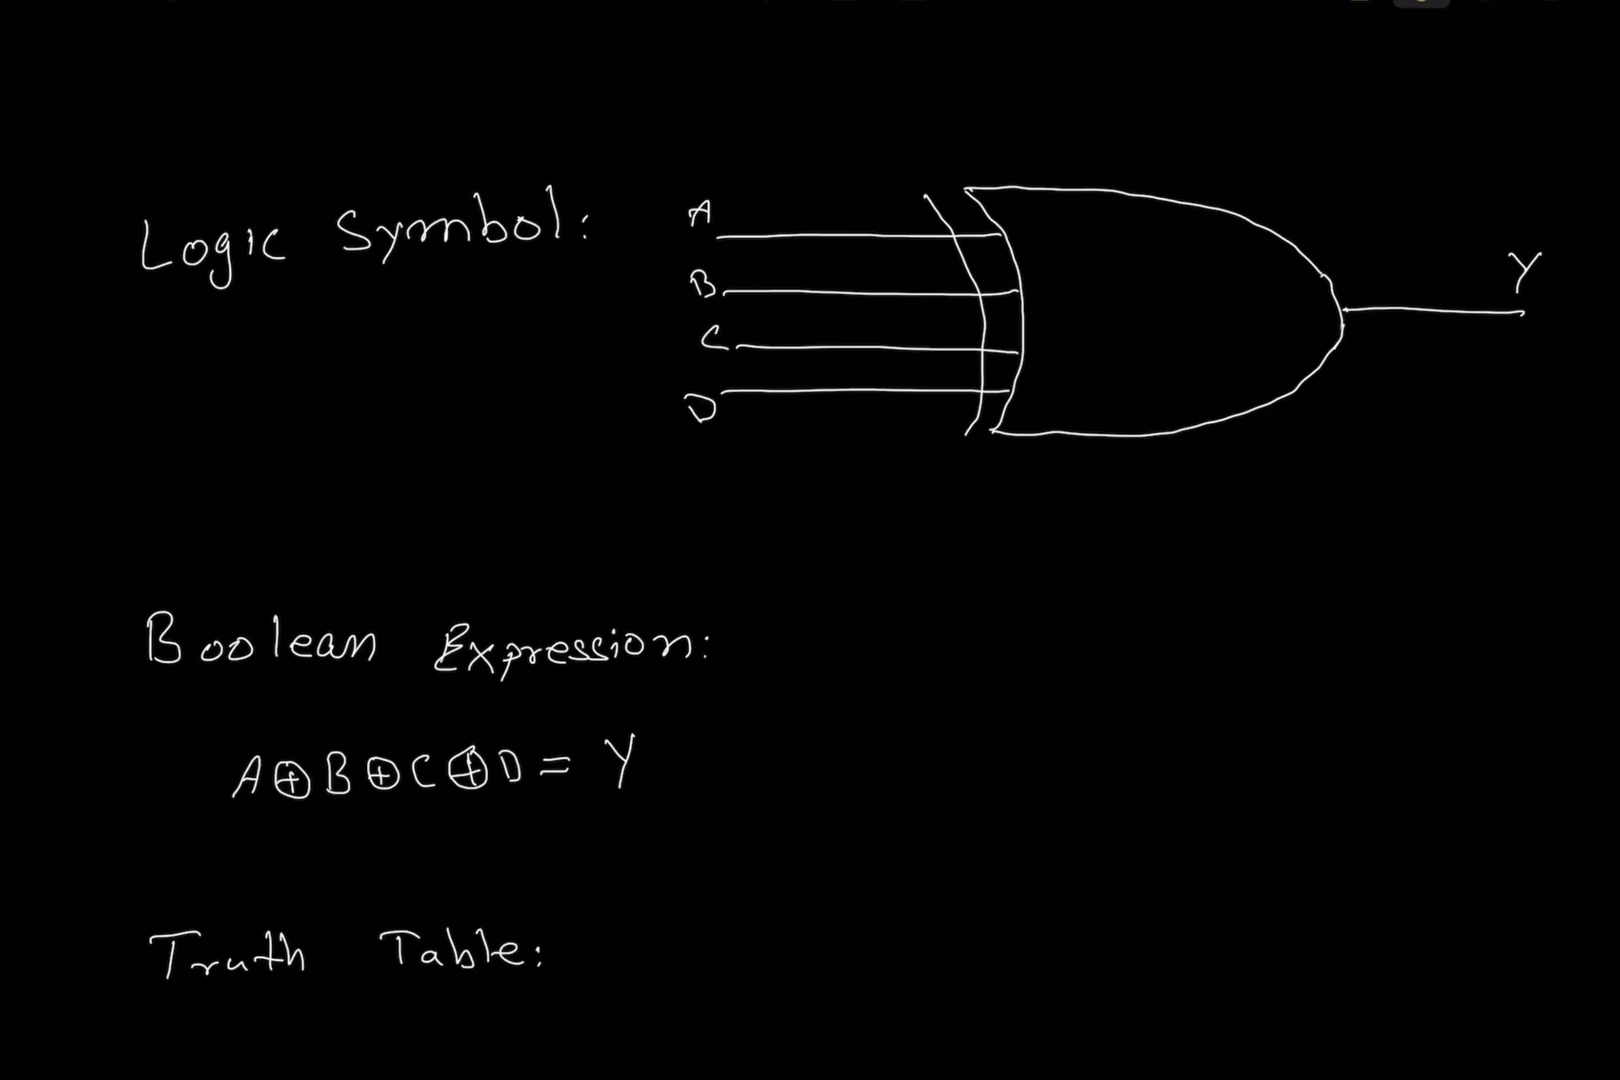 Logic Symbol:
A
B
C
D
Y
Boolean Expression:
A⊕B⊕C⊕D = Y
Truth Table: